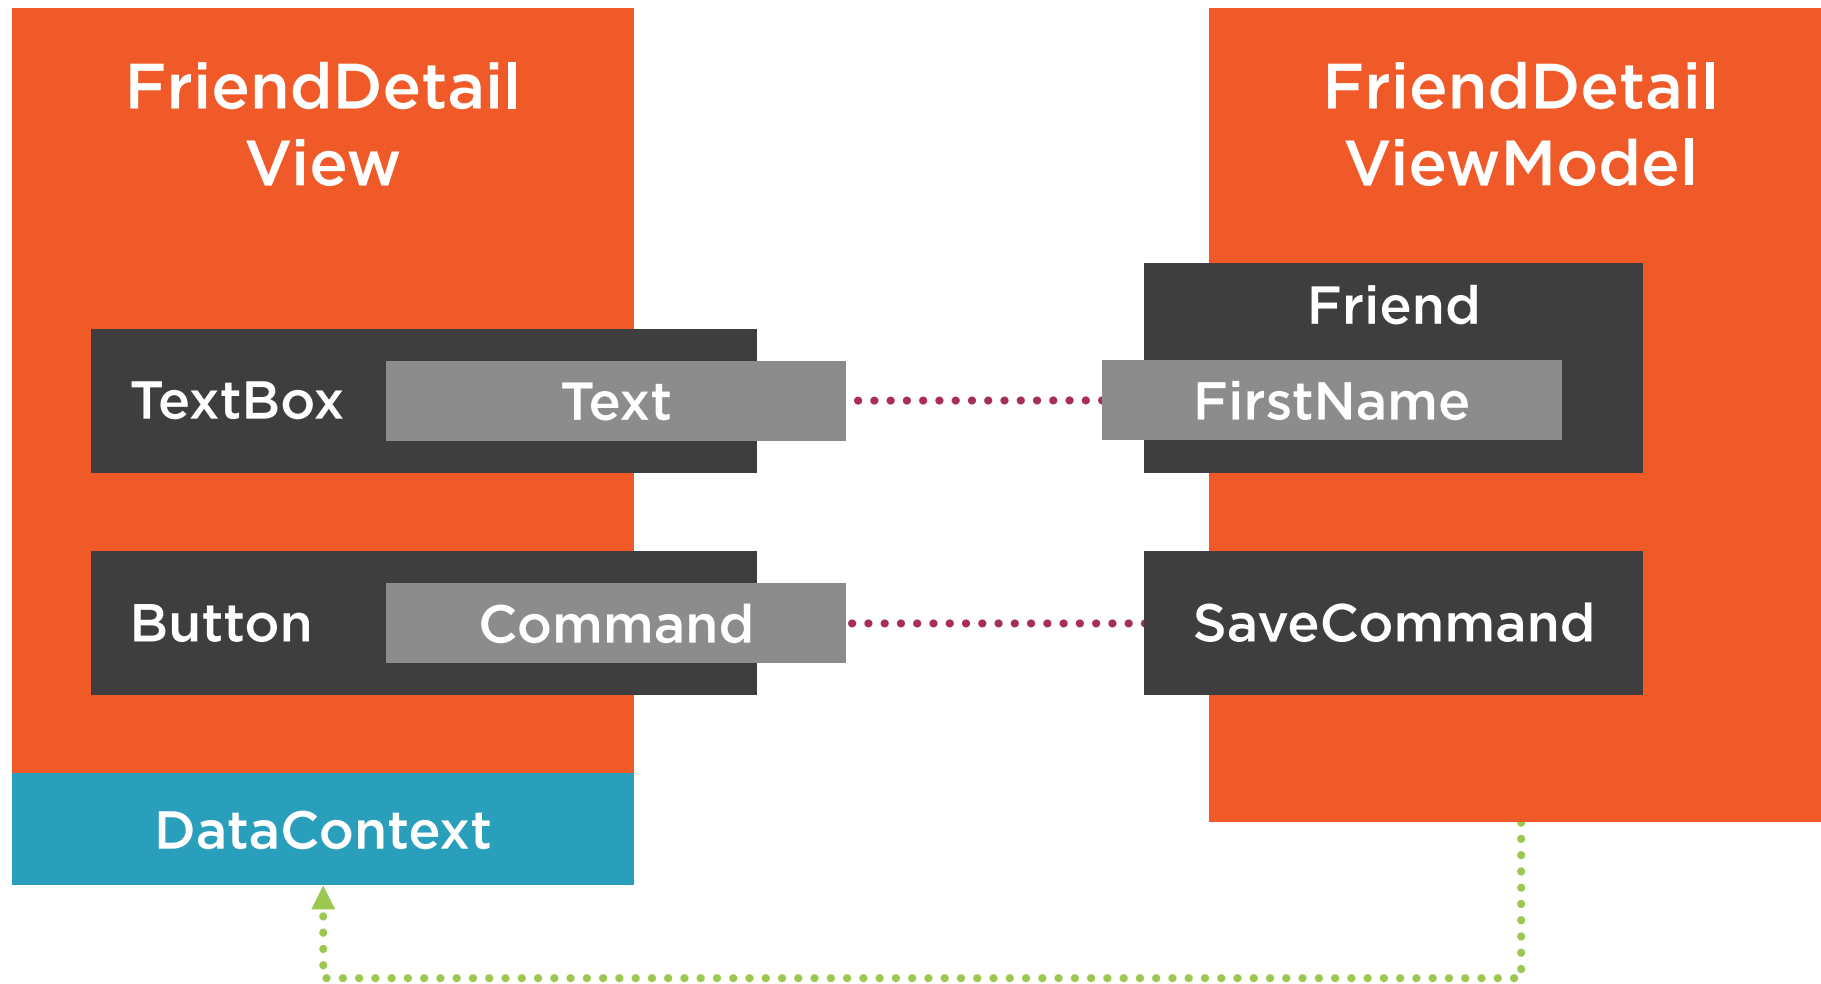 FriendDetail
View
FriendDetail
ViewModel
Friend
TextBox
Text
FirstName
Button
Command
SaveCommand
DataContext